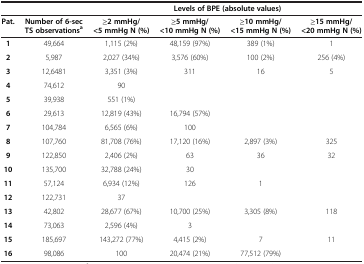 Levels of BPE (absolute values)
Pat. Number of 6-sec TS observationsᵃ ≥2 mmHg/ <5 mmHg N (%) ≥5 mmHg/ <10 mmHg N (%) ≥10 mmHg/ <15 mmHg N (%) ≥15 mmHg/ <20 mmHg N (%)
1 49,664 1,115 (2%) 48,159 (97%) 389 (1%) 1
2 5,987 2,027 (34%) 3,576 (60%) 100 (2%) 256 (4%)
3 12,6481 3,351 (3%) 311 16 5
4 74,612 90
5 39,938 551 (1%)
6 29,613 12,819 (43%) 16,794 (57%)
7 104,784 6,565 (6%) 100
8 107,760 81,708 (76%) 17,120 (16%) 2,897 (3%) 325
9 122,850 2,406 (2%) 63 36 32
10 135,700 32,788 (24%) 30
11 57,124 6,934 (12%) 126 1
12 122,731 37
13 42,802 28,677 (67%) 10,700 (25%) 3,305 (8%) 118
14 73,063 2,596 (4%) 3
15 185,697 143,272 (77%) 4,415 (2%) 7 11
16 98,086 100 20,474 (21%) 77,512 (79%)